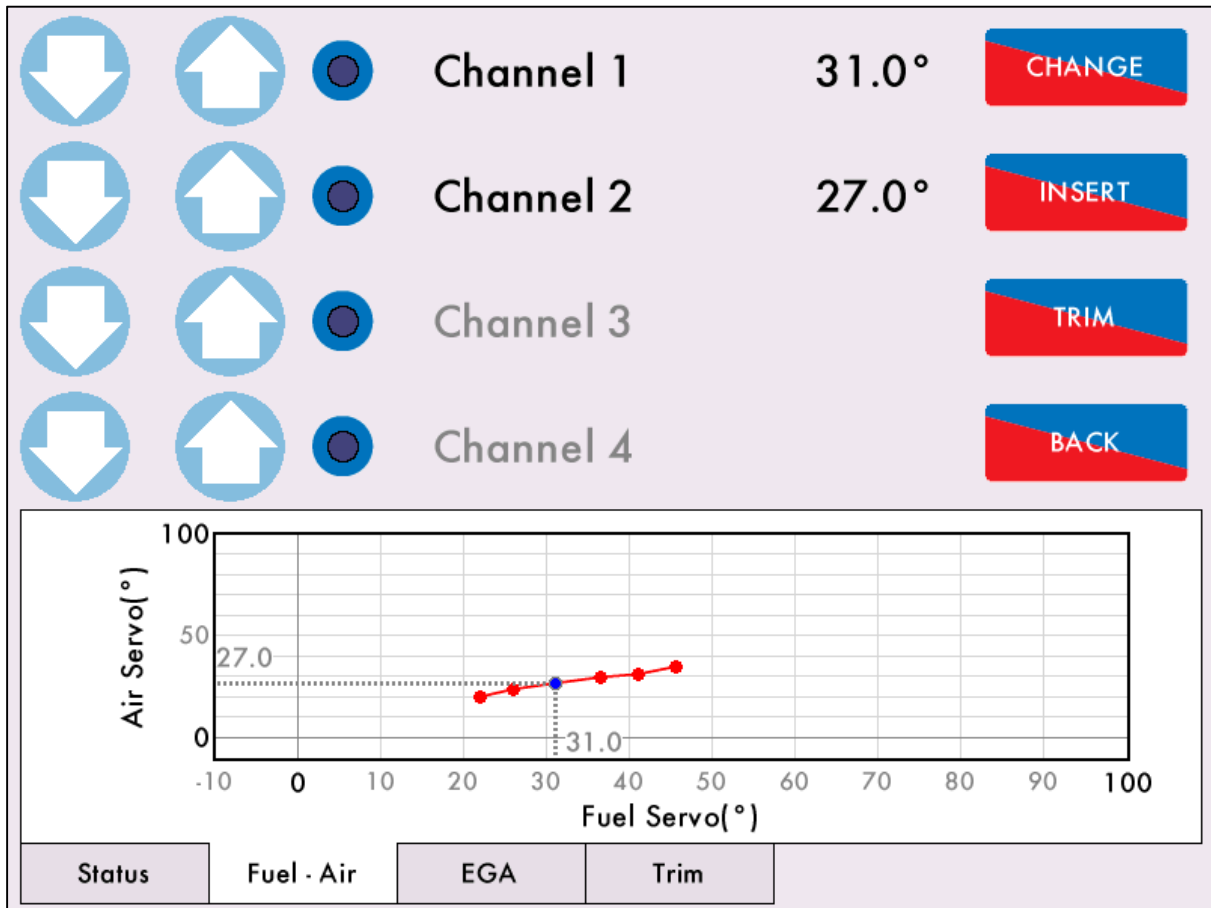 Channel 1 31.0° CHANGE
Channel 2 27.0° INSERT
Channel 3 TRIM
Channel 4 BACK
100
50
27.0
0
31.0
Air Servo(°)
-10 0 10 20 30 40 50 60 70 80 90 100
Fuel Servo(°)
Status Fuel - Air EGA Trim